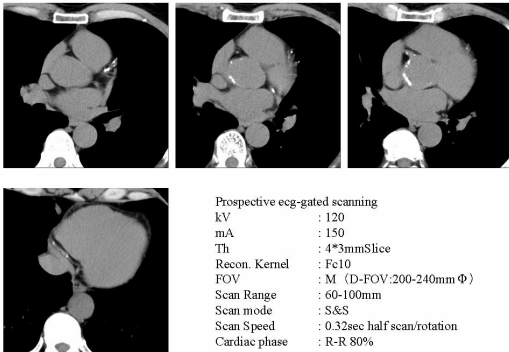 Prospective ecg-gated scanning
kV : 120
mA : 150
Th : 4*3mmSlice
Recon. Kernel : Fc10
FOV : M（D-FOV:200-240mmΦ）
Scan Range : 60-100mm
Scan mode : S&S
Scan Speed : 0.32sec half scan/rotation
Cardiac phase : R-R 80%